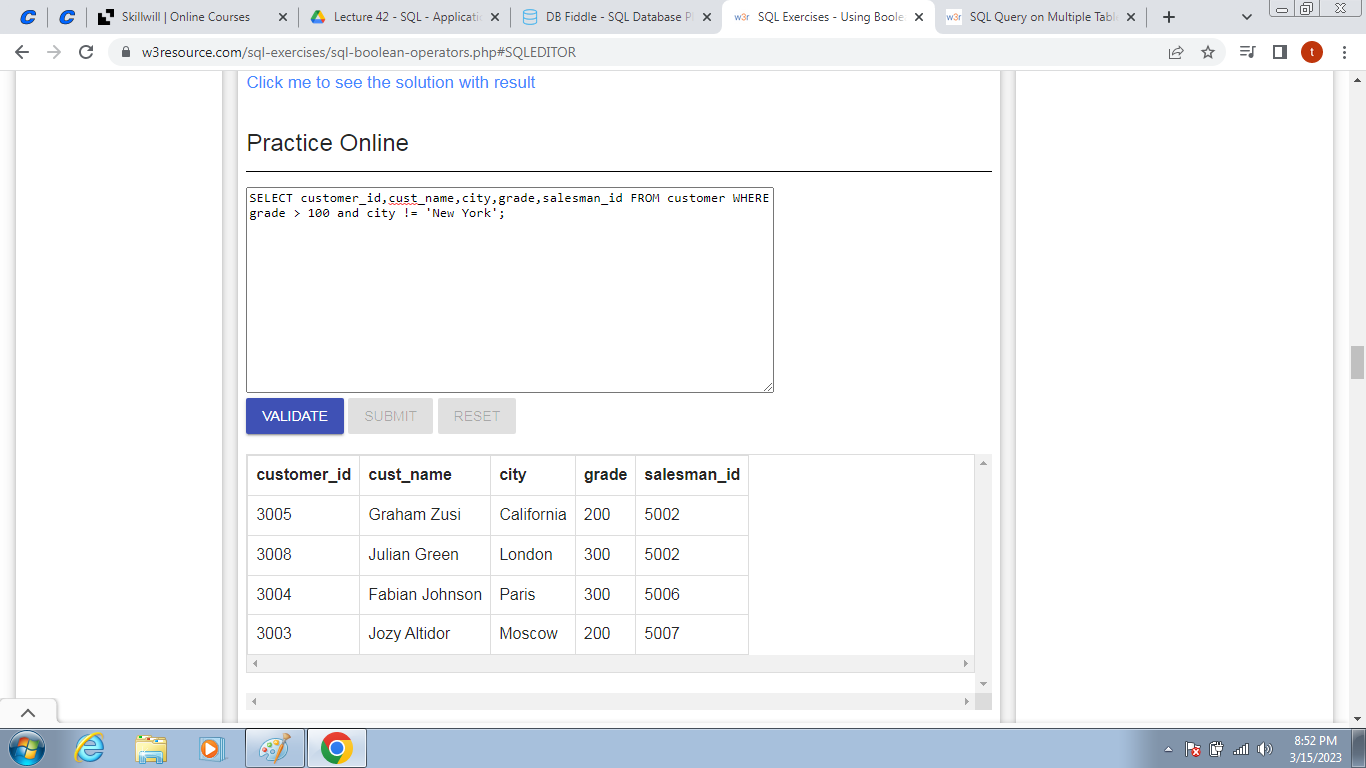 Skillwill | Online Courses
Lecture 42 - SQL - Applicatio
DB Fiddle - SQL Database Pl
w3r SQL Exercises - Using Boole
w3r SQL Query on Multiple Tabl
w3resource.com/sql-exercises/sql-boolean-operators.php#SQLEDITOR
t
Click me to see the solution with result
Practice Online
SELECT customer_id,cust_name,city,grade,salesman_id FROM customer WHERE
grade > 100 and city != 'New York';
VALIDATE SUBMIT RESET
customer_id cust_name city grade salesman_id
3005 Graham Zusi California 200 5002
3008 Julian Green London 300 5002
3004 Fabian Johnson Paris 300 5006
3003 Jozy Altidor Moscow 200 5007
8:52 PM
3/15/2023